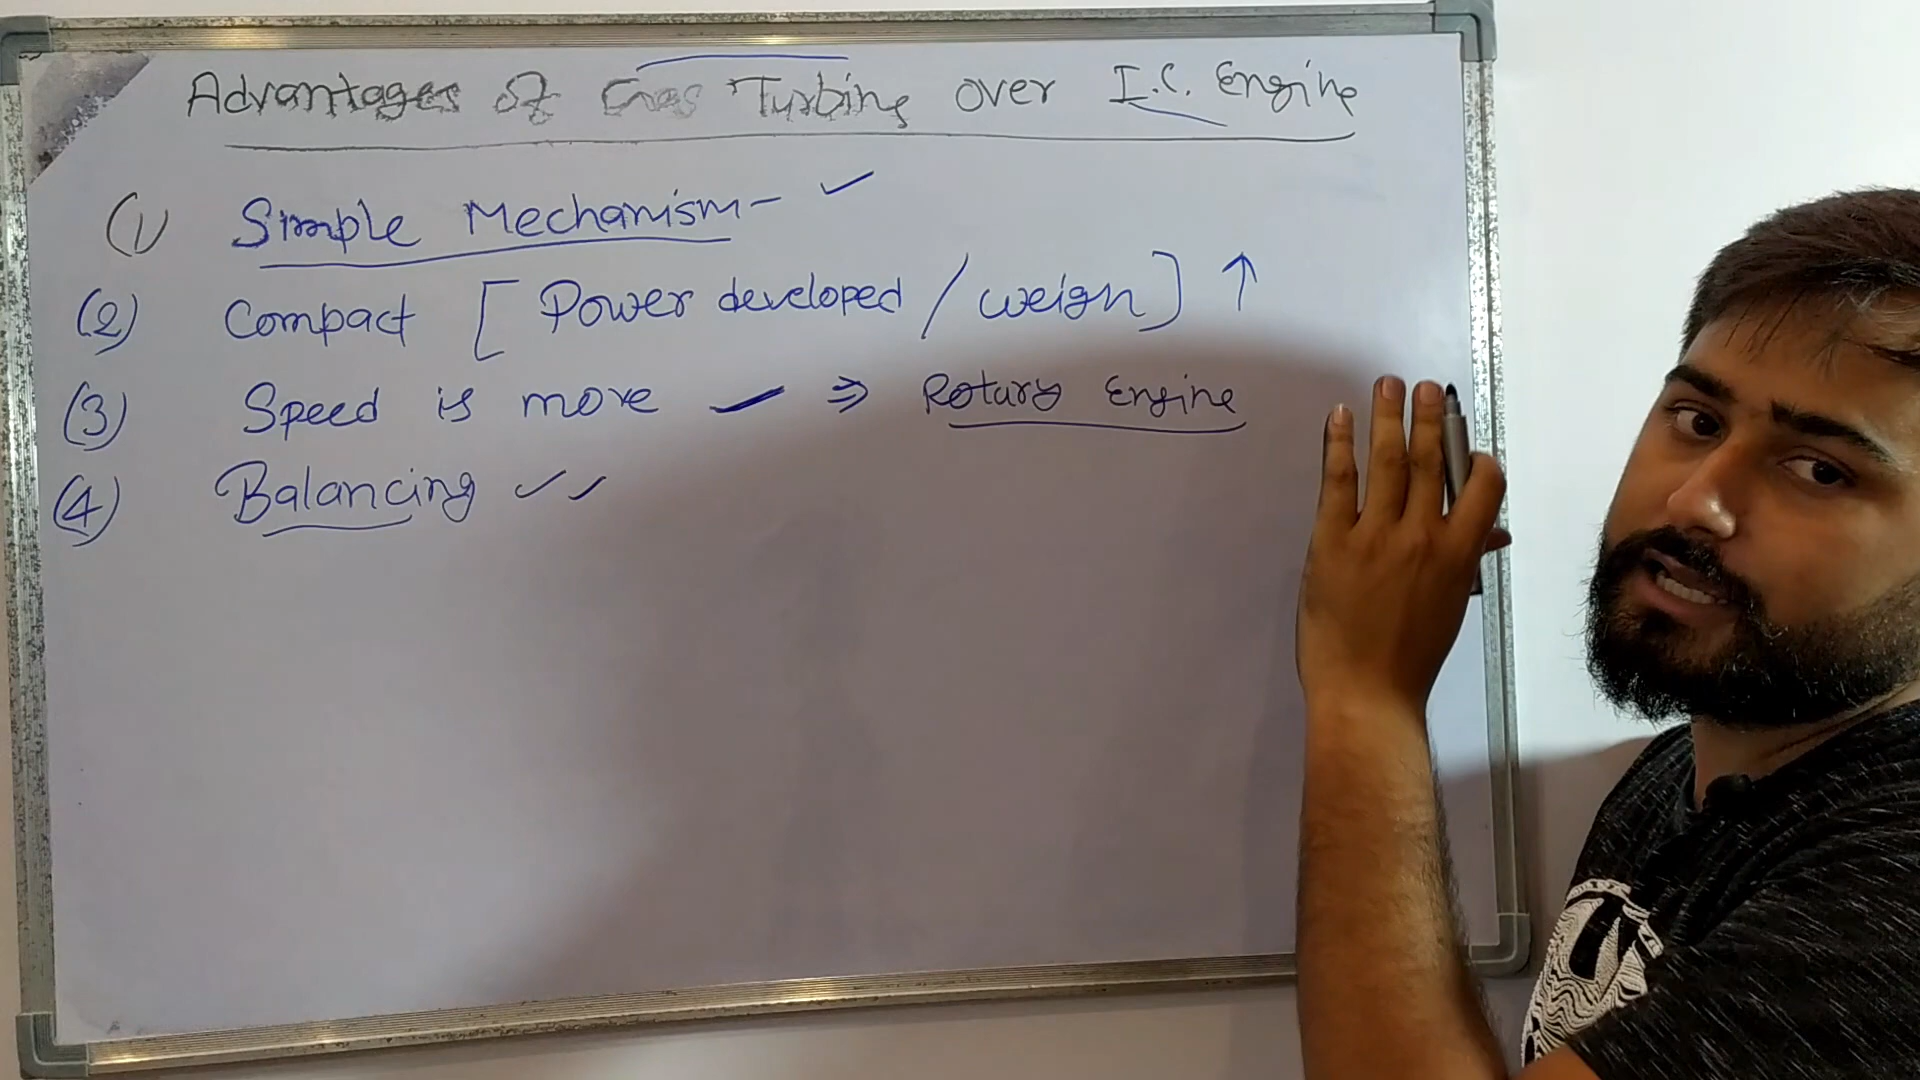 Advantages of Gas Turbine over I.C. Engine
(1) Simple Mechanism-
(2) Compact [Power developed / weign] ↑
(3) Speed is more ⇒ Rotary Engine
(4) Balancing